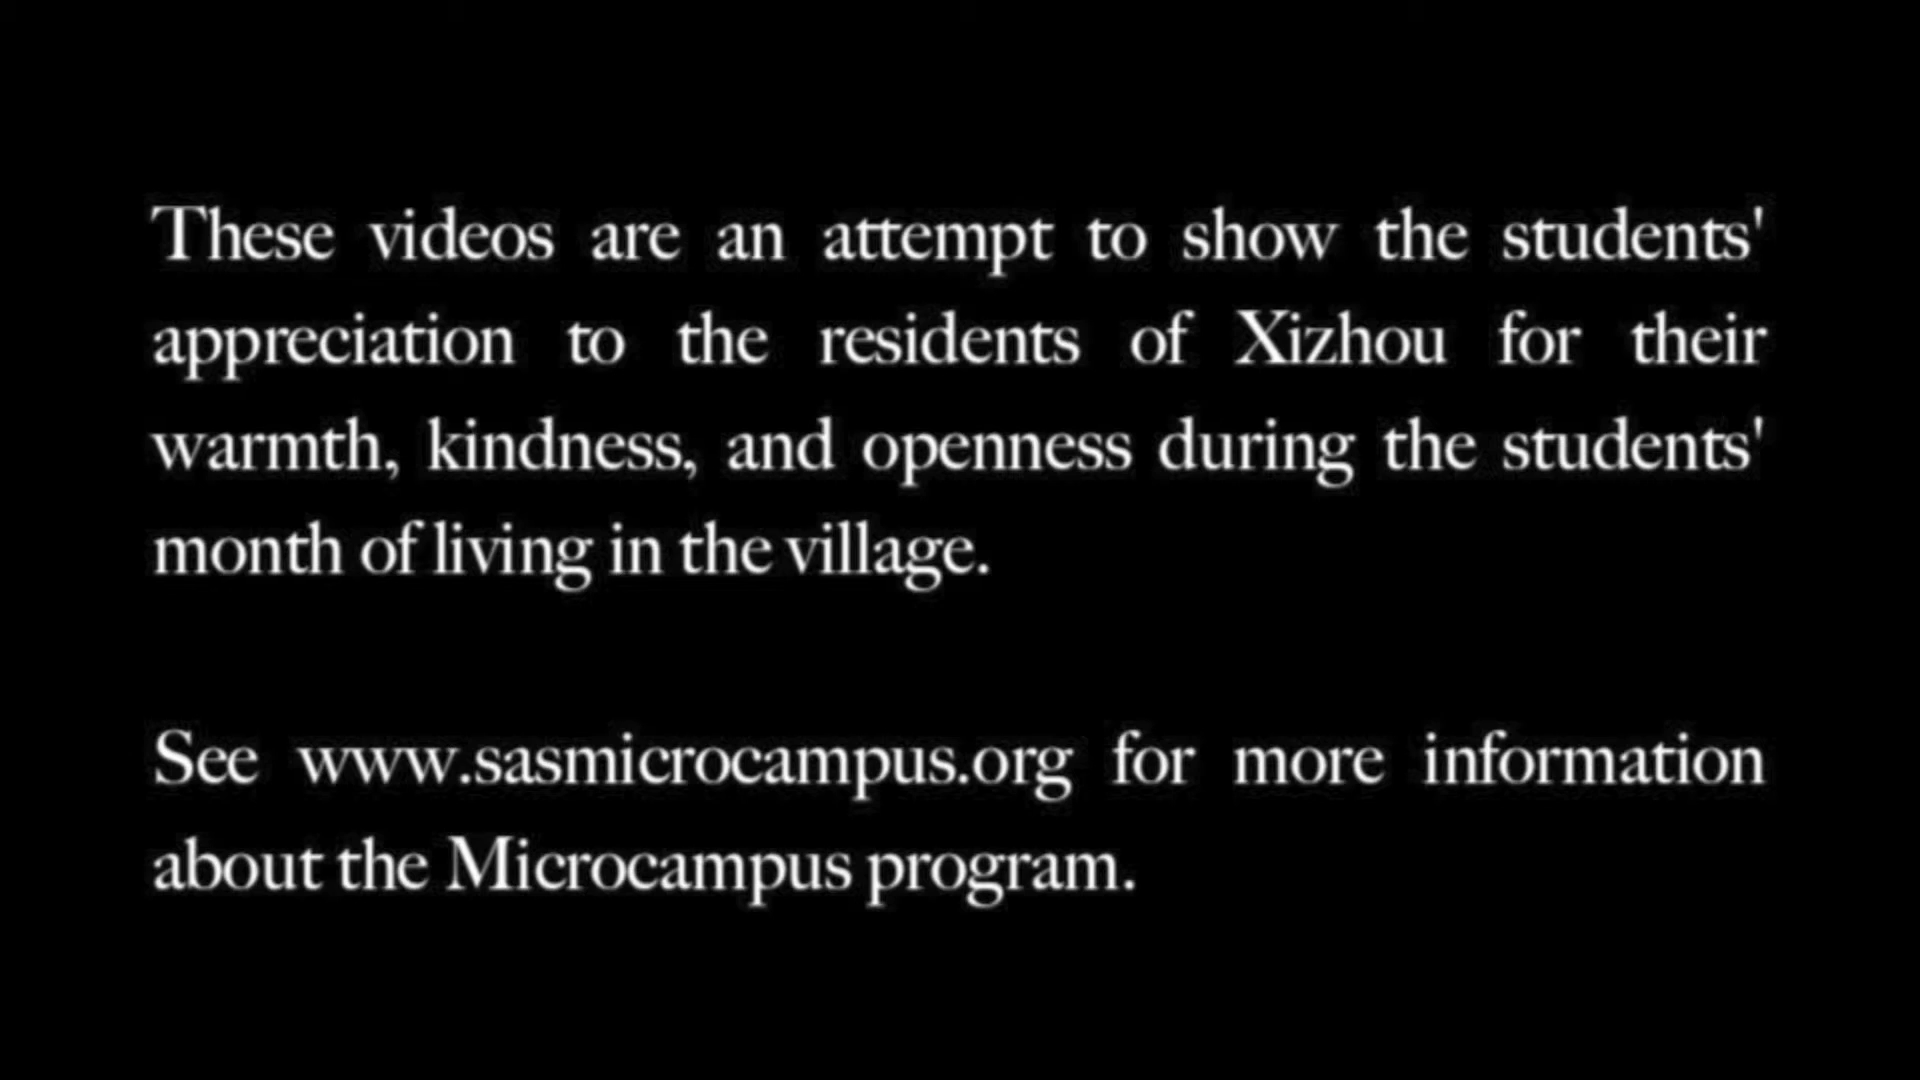 These videos are an attempt to show the students'
appreciation to the residents of Xizhou for their
warmth, kindness, and openness during the students'
month of living in the village.
See www.sasmicrocampus.org for more information
about the Microcampus program.